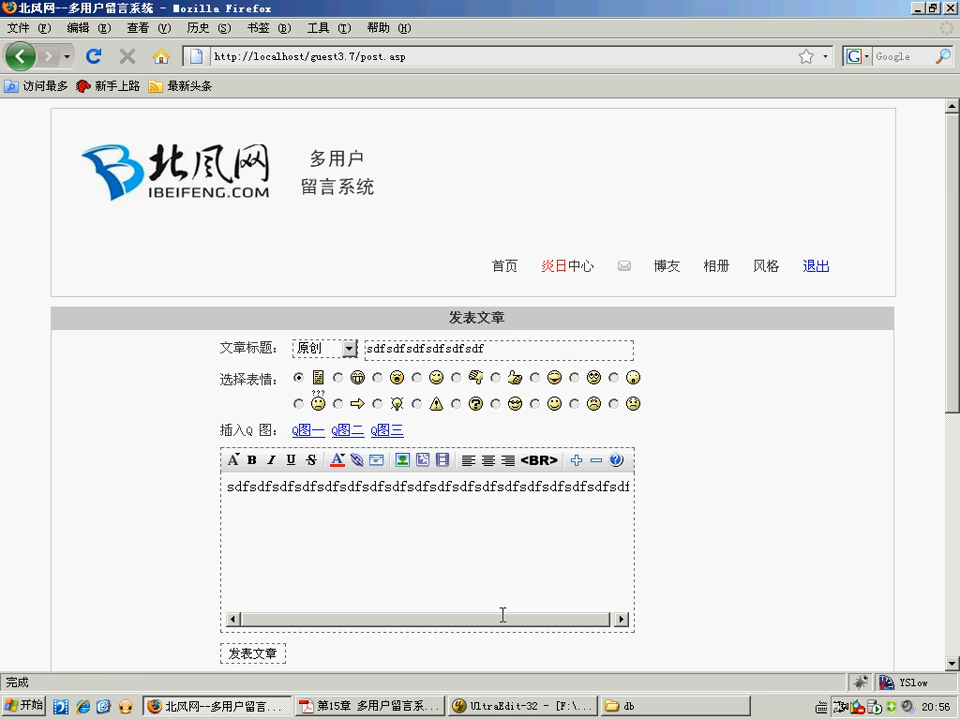 北风网--多用户留言系统 - Mozilla Firefox
文件(F) 编辑(E) 查看(V) 历史(S) 书签(B) 工具(T) 帮助(H)
http://localhost/guest3.7/post.asp
G Google
访问最多 新手上路 最新头条
北风网
IBEIFENG.COM
多用户
留言系统
首页 炎日中心 博友 相册 风格 退出
发表文章
文章标题: 原创 sdfsdfsdfsdfsdfsdf
选择表情:
插入Q 图: Q图一 Q图二 Q图三
A B I U S A <BR>
sdfsdfsdfsdfsdfsdfsdfsdfsdfsdfsdfsdfsdfsdfsdfsdfsdfsdf
发表文章
完成 YSlow
开始 北风网--多用户留言... 第15章 多用户留言系... UltraEdit-32 - [F:\... db 20:56